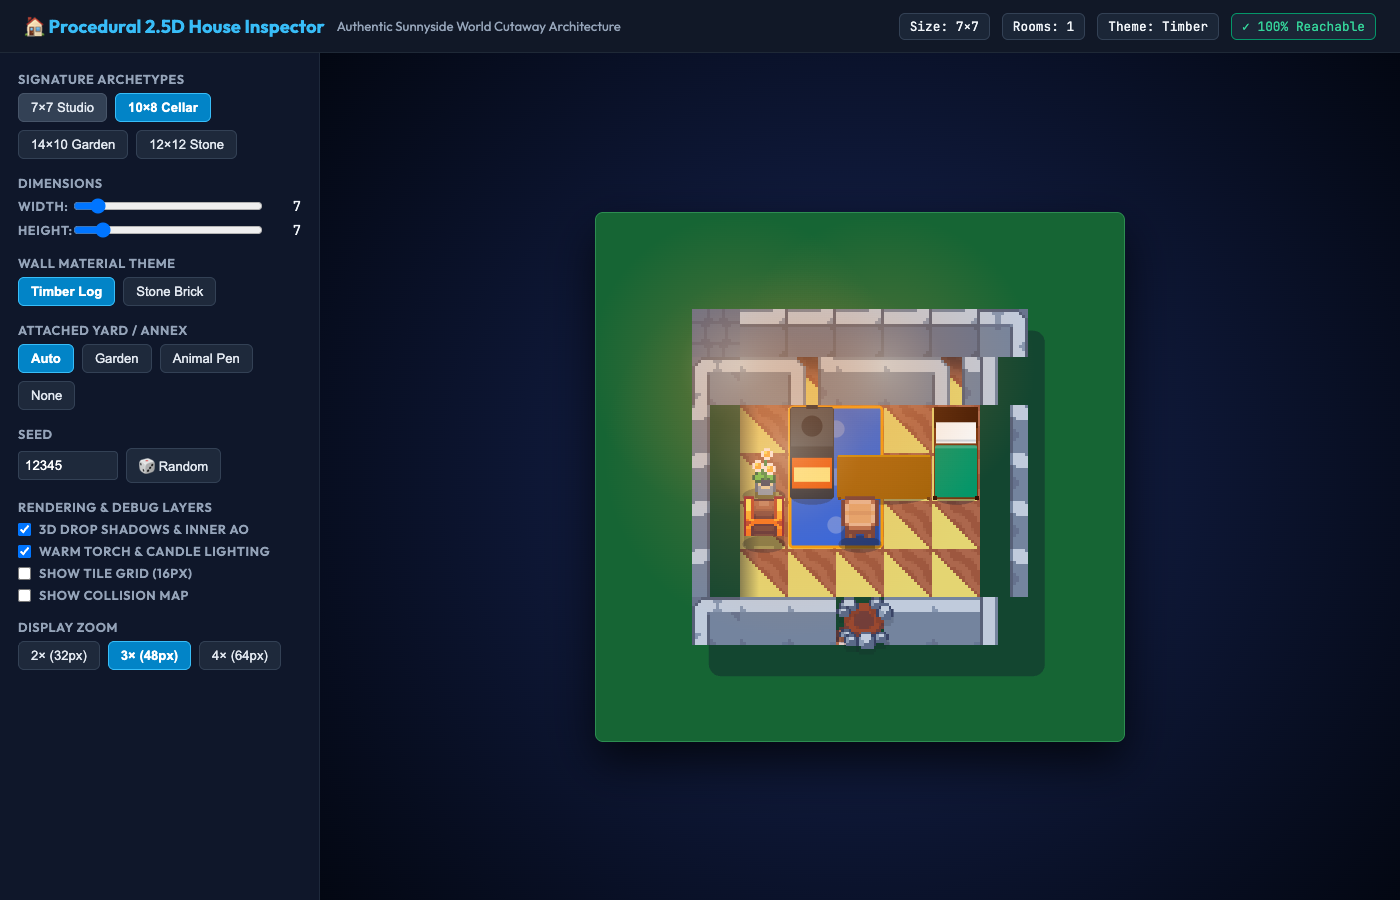 🏠 Procedural 2.5D House Inspector Authentic Sunnyside World Cutaway Architecture Size: 7×7 Rooms: 1 Theme: Timber ✓ 100% Reachable
SIGNATURE ARCHETYPES
7×7 Studio 10×8 Cellar
14×10 Garden 12×12 Stone
DIMENSIONS
WIDTH: 7
HEIGHT: 7
WALL MATERIAL THEME
Timber Log Stone Brick
ATTACHED YARD / ANNEX
Auto Garden Animal Pen
None
SEED
12345 🎲 Random
RENDERING & DEBUG LAYERS
3D DROP SHADOWS & INNER AO
WARM TORCH & CANDLE LIGHTING
SHOW TILE GRID (16PX)
SHOW COLLISION MAP
DISPLAY ZOOM
2× (32px) 3× (48px) 4× (64px)